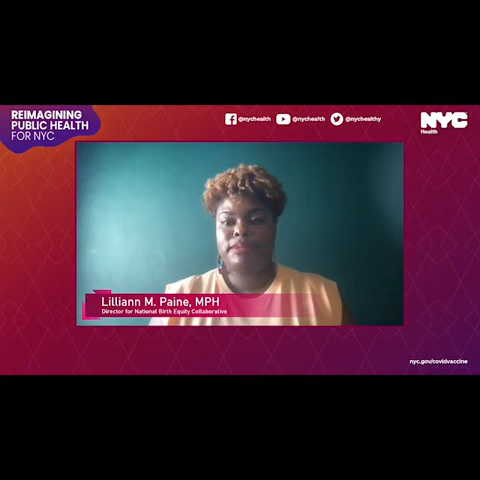 REIMAGINING
PUBLIC HEALTH
FOR NYC
@nychealth
@nychealth
@nychealthy
NYC
Health
Lilliann M. Paine, MPH
Director for National Birth Equity Collaborative
nyc.gov/covidvaccine